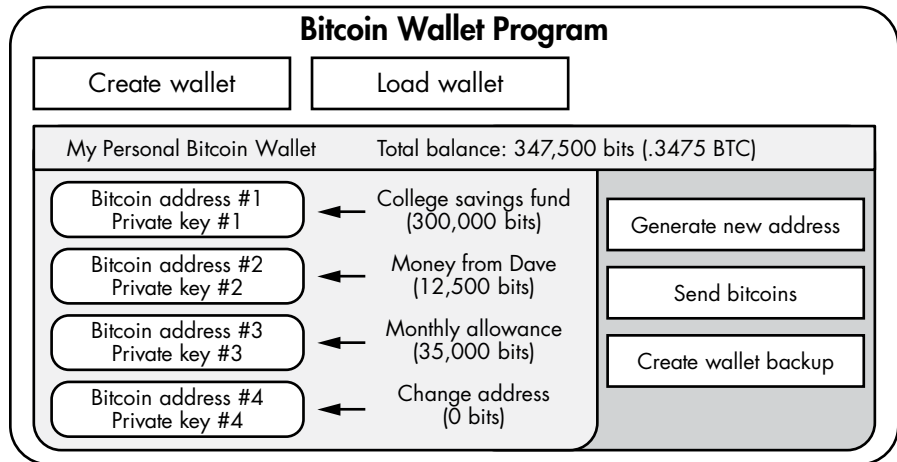 Bitcoin Wallet Program
Create wallet
Load wallet
My Personal Bitcoin Wallet
Total balance: 347,500 bits (.3475 BTC)
Bitcoin address #1
Private key #1
College savings fund
(300,000 bits)
Bitcoin address #2
Private key #2
Money from Dave
(12,500 bits)
Bitcoin address #3
Private key #3
Monthly allowance
(35,000 bits)
Bitcoin address #4
Private key #4
Change address
(0 bits)
Generate new address
Send bitcoins
Create wallet backup